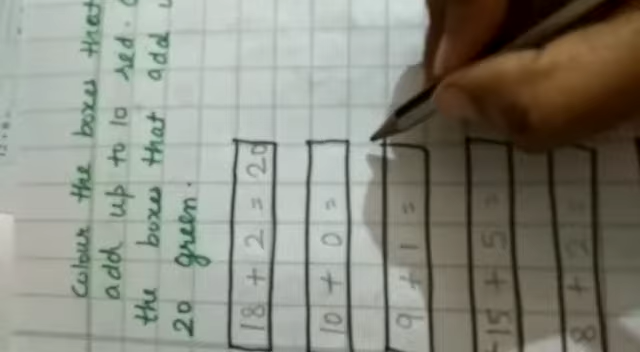 Colour the boxes that
add up to 10 red.
the boxes that add
20 green.
18 + 2 = 20
10 + 0 =
9 + 1 =
15 + 5 =
8 + 2 =